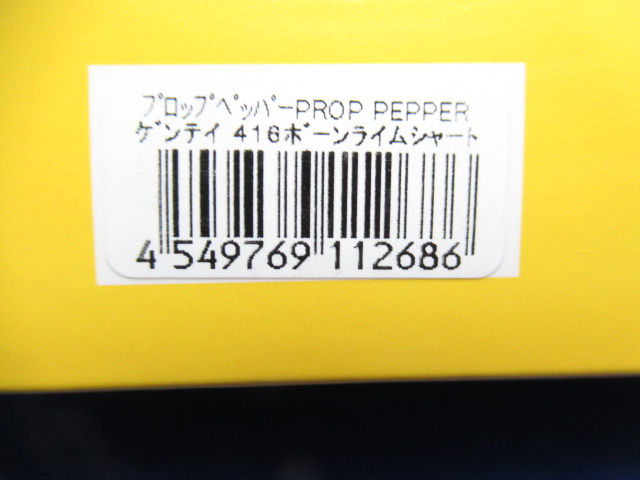 プロップペッパーPROP PEPPER
ゲンテイ 416ボーンライムシャート
4 549769 112686